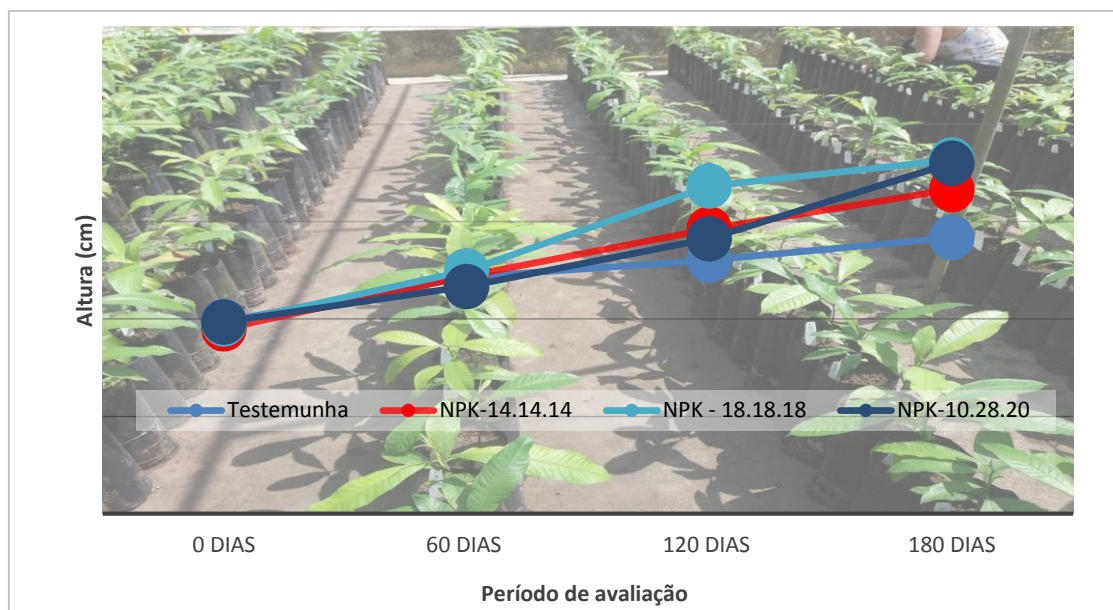 Altura (cm)
Testemunha NPK-14.14.14 NPK - 18.18.18 NPK-10.28.20
0 DIAS 60 DIAS 120 DIAS 180 DIAS
Período de avaliação